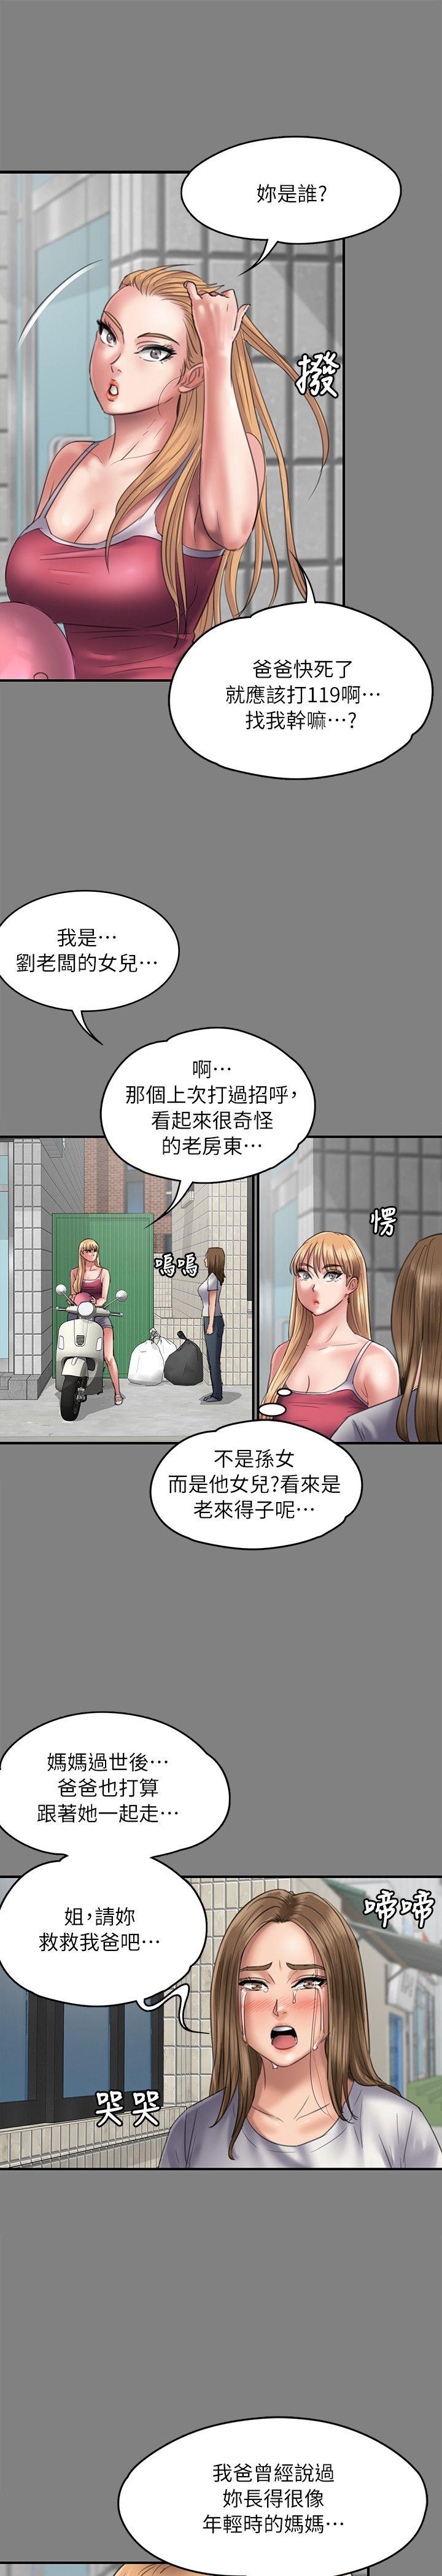 妳是誰?
撥
爸爸快死了
就應該打119啊⋯
找我幹嘛⋯?
我是⋯
劉老闆的女兒⋯
啊⋯
那個上次打過招呼，
看起來很奇怪
的老房東⋯
嗚嗚
愣
不是孫女
而是他女兒?看來是
老來得子呢⋯
媽媽過世後⋯
爸爸也打算
跟著她一起走⋯
姐，請妳
救救我爸吧⋯
啼啼
哭哭
我爸曾經說過
妳長得很像
年輕時的媽媽⋯